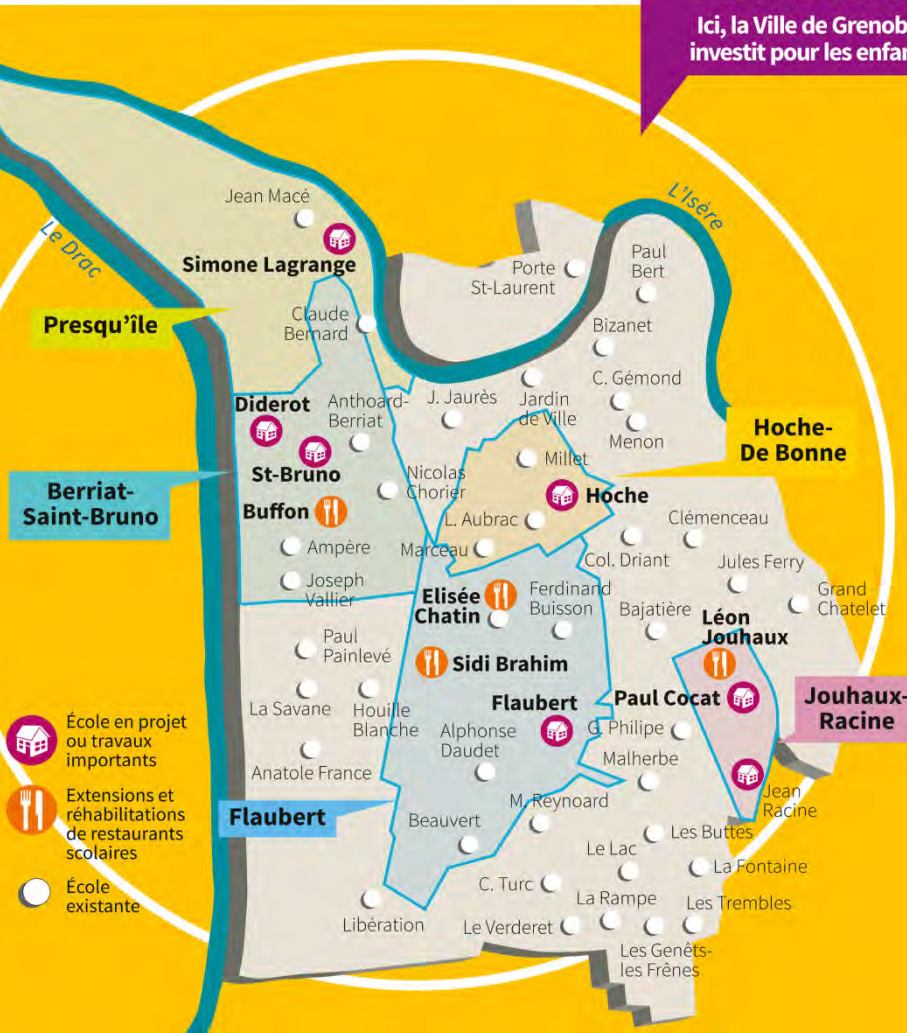 Ici, la Ville de Grenob
investit pour les enfan
Jean Macé
L'Isère
Le Drac
Simone Lagrange
Porte
St-Laurent
Paul
Bert
Presqu'île
Claude
Bernard
Bizanet
C. Gémond
Diderot
Anthoard-
Berriat
J. Jaurès
Jardin
de Ville
Menon
Hoche-
De Bonne
St-Bruno
Millet
Nicolas
Chorier
Hoche
Berriat-
Saint-Bruno
Buffon
L. Aubrac
Clémenceau
Ampère
Marceau
Col. Driant
Jules Ferry
Joseph
Vallier
Elisée
Chatin
Ferdinand
Buisson
Bajatière
Grand
Chatelet
Léon
Jouhaux
Paul
Painlevé
Sidi Brahim
La Savane
Houille
Blanche
Flaubert
Paul Cocat
Jouhaux-
Racine
École en projet
ou travaux
importants
Alphonse
Daudet
G. Philipe
Anatole France
Malherbe
Extensions et
réhabilitations
de restaurants
scolaires
Flaubert
Jean
Racine
M. Reynoard
Beauvert
Les Buttes
Le Lac
La Fontaine
École
existante
C. Turc
La Rampe
Les Trembles
Libération
Le Verderet
Les Genêts-
les Frênes